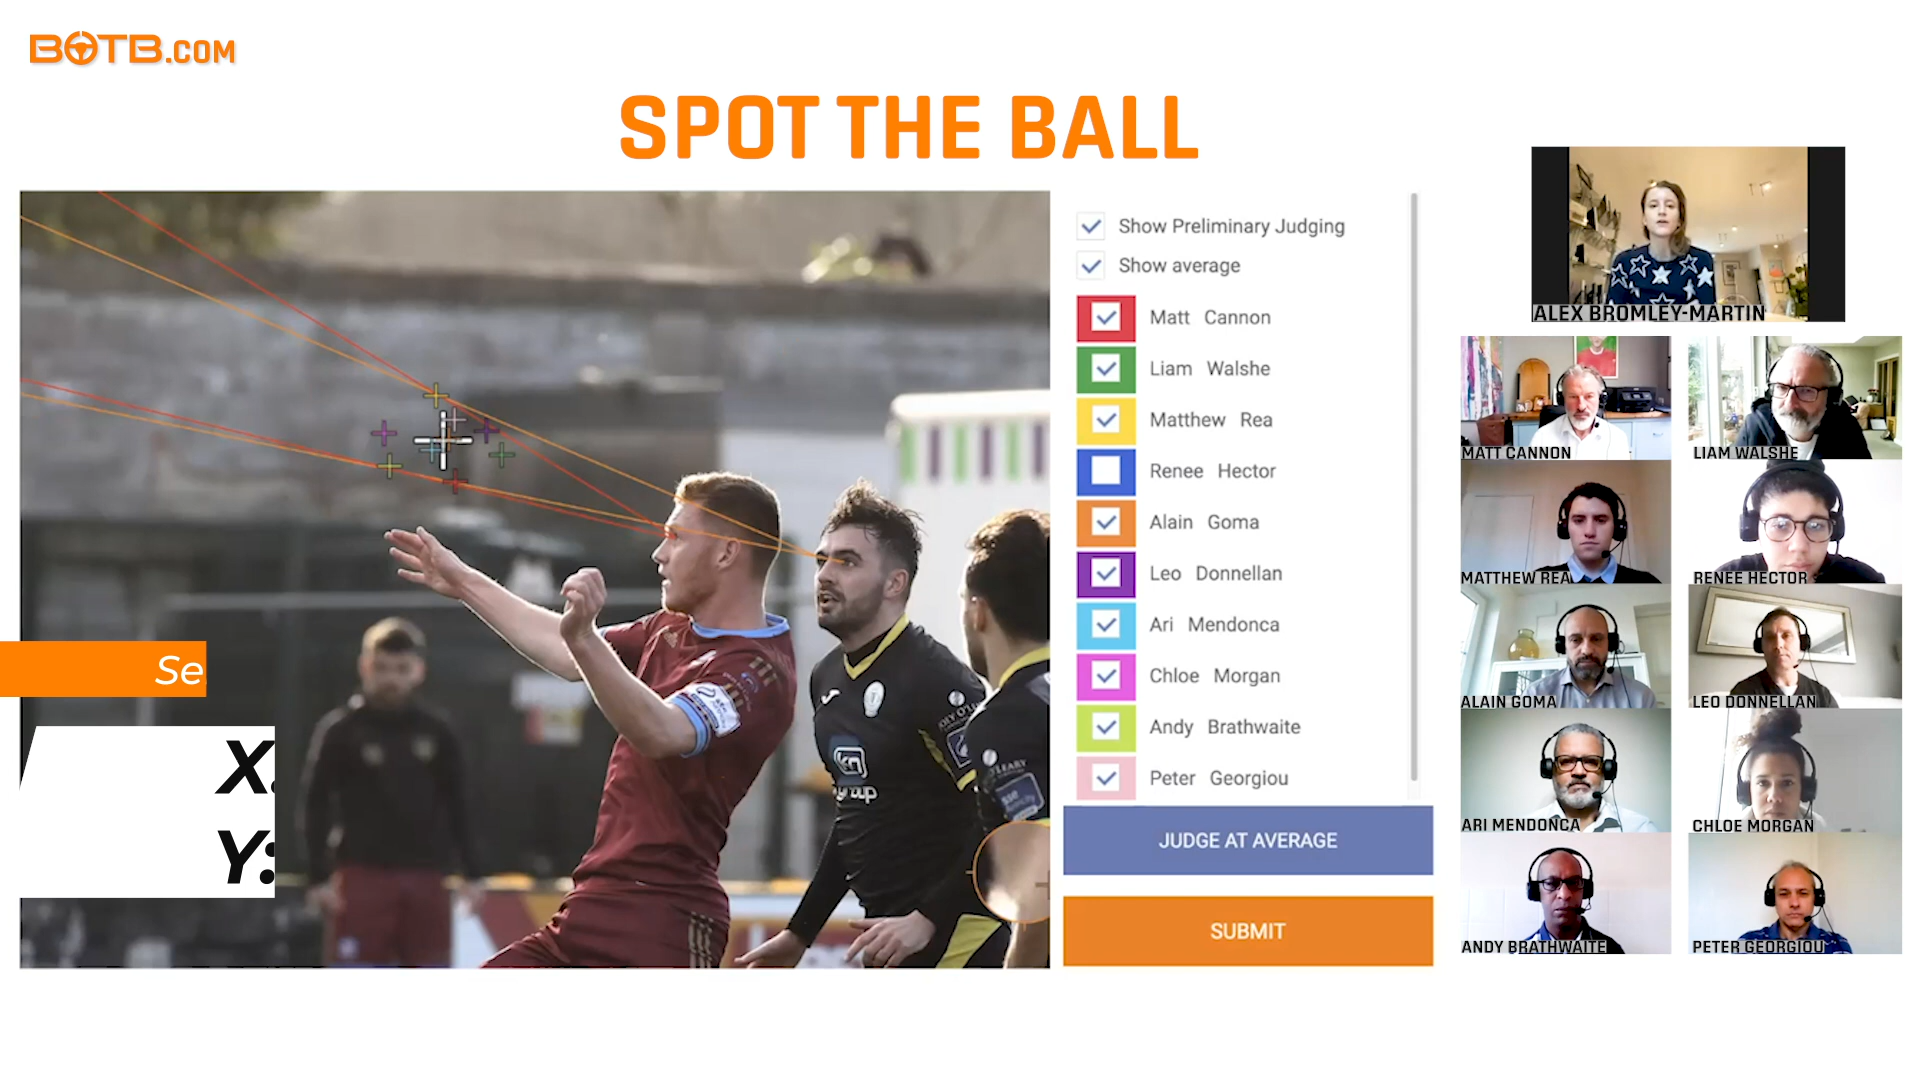 BOTB.COM
SPOT THE BALL
Show Preliminary Judging
Show average
Matt Cannon
Liam Walshe
Matthew Rea
Renee Hector
Alain Goma
Leo Donnellan
Ari Mendonca
Chloe Morgan
Andy Brathwaite
Peter Georgiou
JUDGE AT AVERAGE
SUBMIT
Se
X:
Y:
group
ALEX BROMLEY-MARTIN
MATT CANNON
LIAM WALSHE
MATTHEW REA
RENEE HECTOR
ALAIN GOMA
LEO DONNELLAN
ARI MENDONCA
CHLOE MORGAN
ANDY BRATHWAITE
PETER GEORGIOU